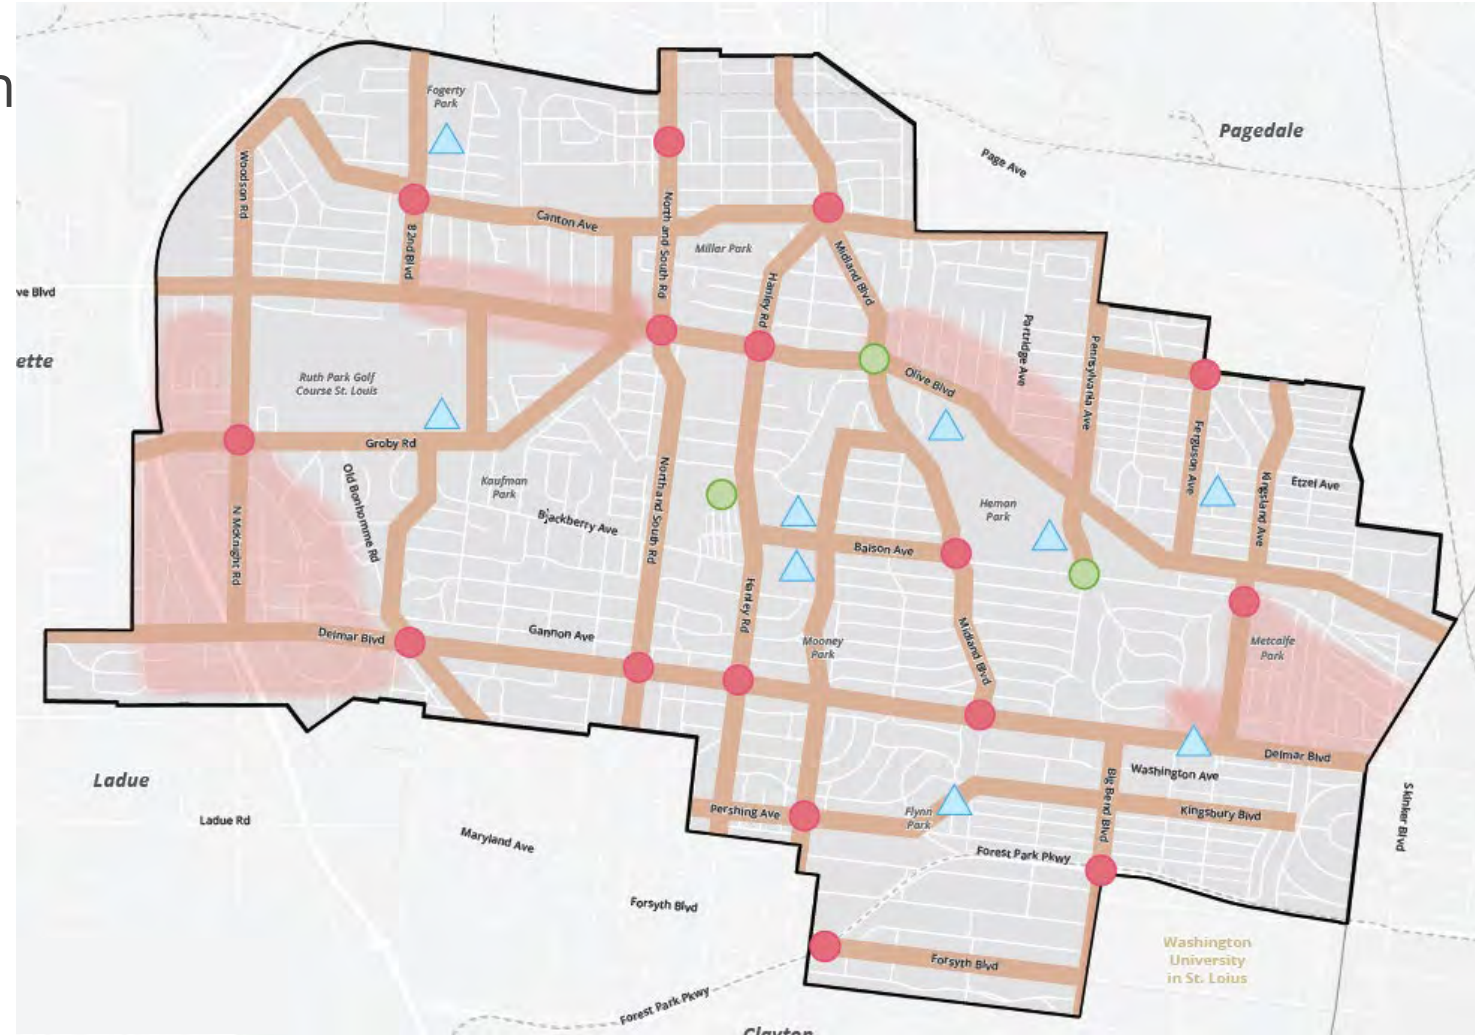 n
Fogerty
Park
Pagedale
Page Ave
Woodson Rd
82nd Blvd
Canton Ave
North and South Rd
Millar Park
Midland Blvd
Hanley Rd
ve Blvd
ette
Ruth Park Golf
Course St. Louis
Partridge Ave
Pennsylvania Ave
Olive Blvd
Groby Rd
Ferguson Ave
Kingsland Ave
Etzel Ave
Old Bonhomme Rd
Kaufman
Park
Blackberry Ave
North and South Rd
Heman
Park
N McKnight Rd
Balson Ave
Hanley Rd
Delmar Blvd
Gannon Ave
Mooney
Park
Midland Blvd
Metcalfe
Park
Delmar Blvd
Washington Ave
Ladue
Ladue Rd
Maryland Ave
Pershing Ave
Flynn
Park
Big Bend Blvd
Kingsbury Blvd
Skinker Blvd
Forest Park Pkwy
Forsyth Blvd
Washington
University
in St. Loius
Forsyth Blvd
Forest Park Pkwy
Clayton